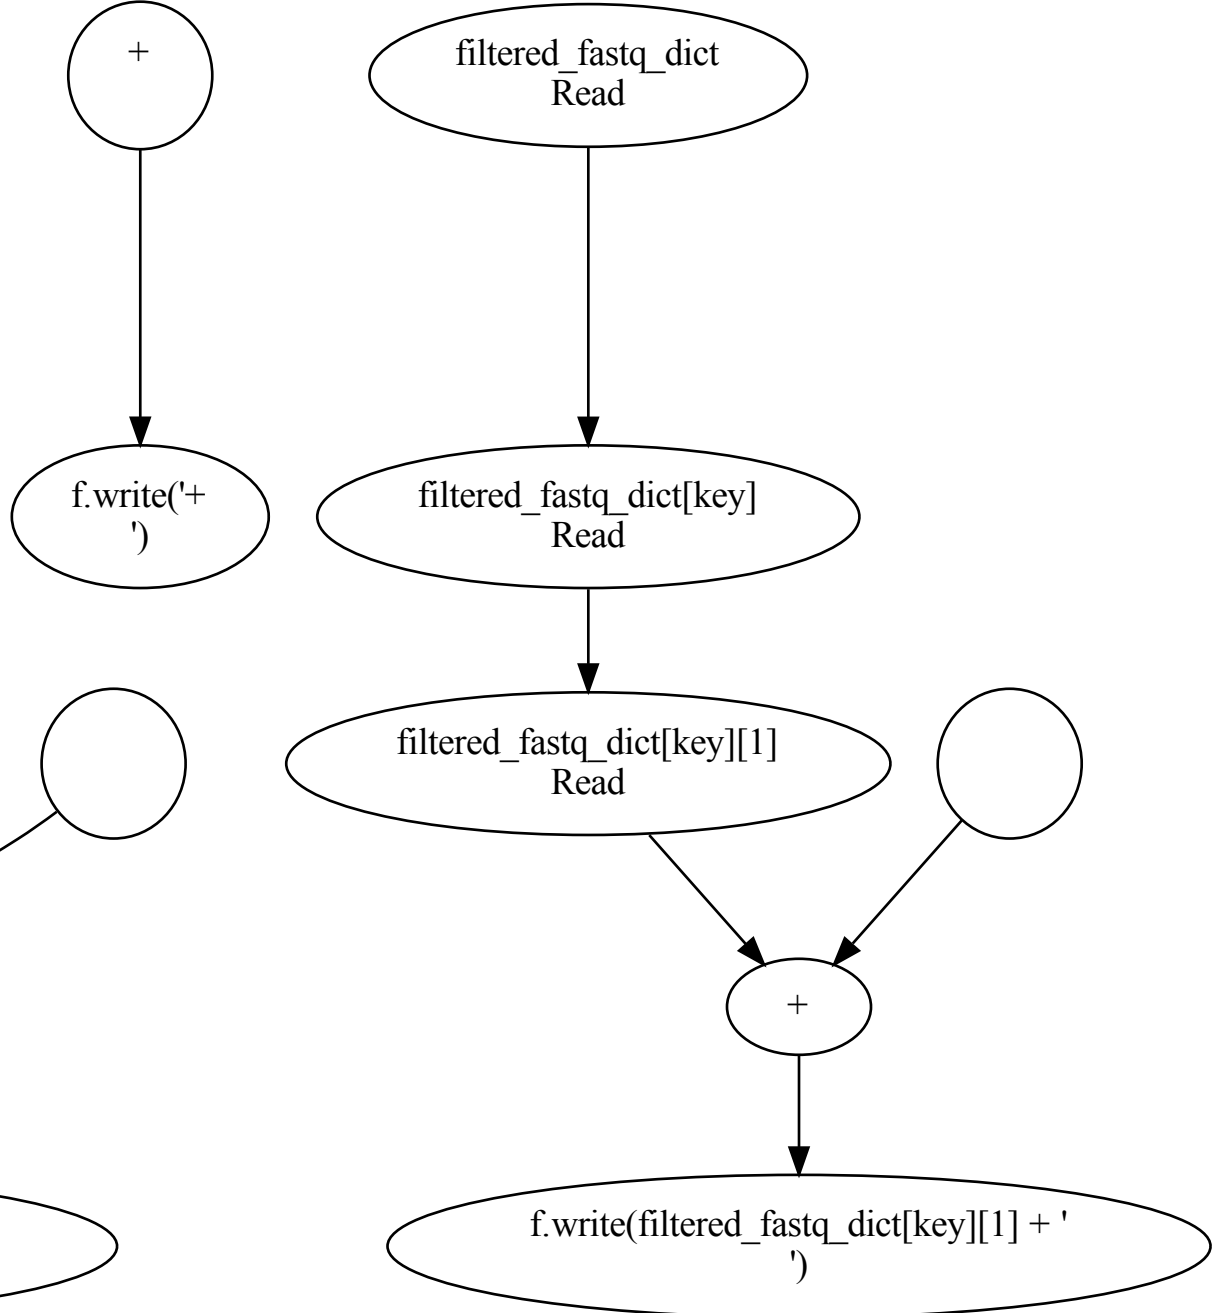 +
filtered_fastq_dict
Read
f.write('+
')
filtered_fastq_dict[key]
Read
filtered_fastq_dict[key][1]
Read
+
f.write(filtered_fastq_dict[key][1] + '
')